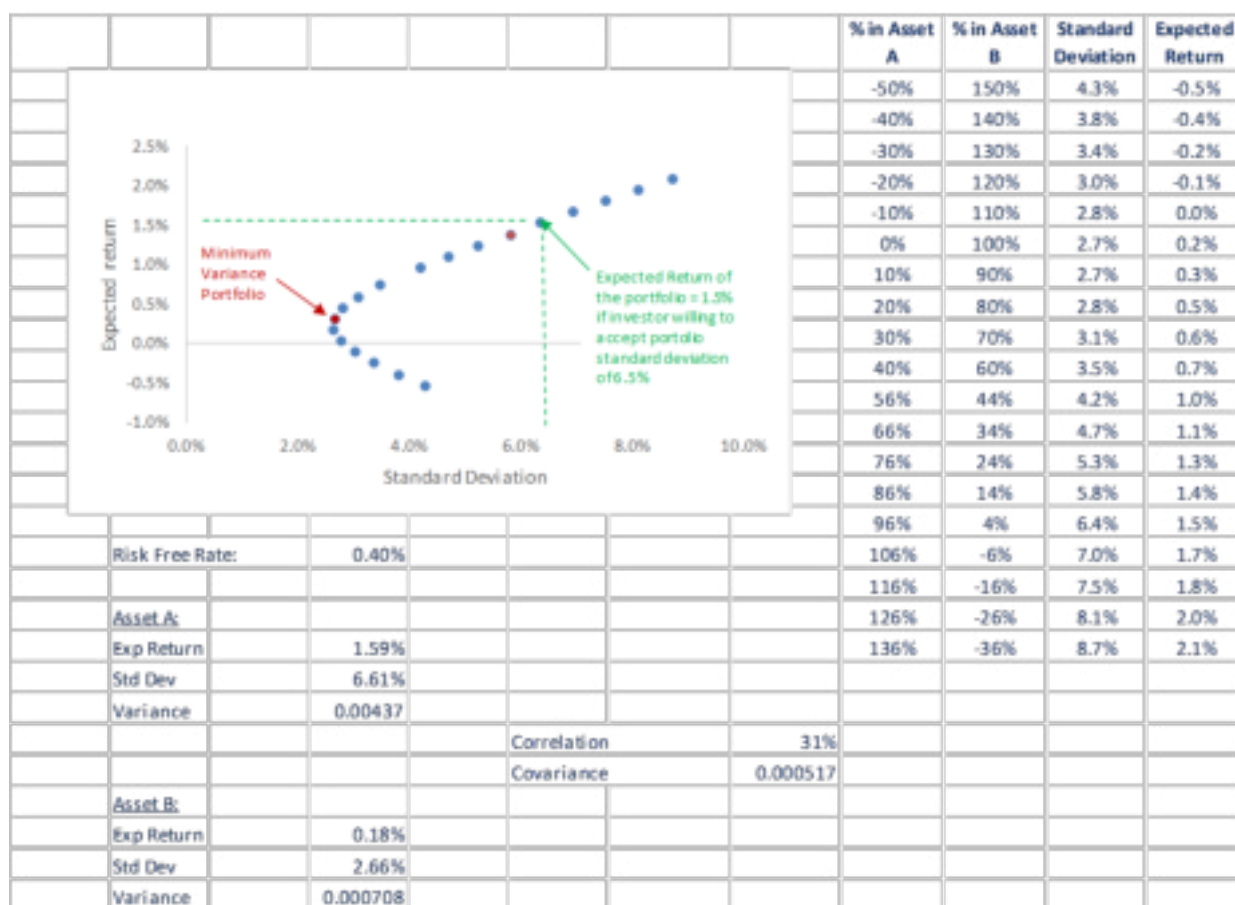 % in Asset A % in Asset B Standard Deviation Expected Return
-50% 150% 4.3% -0.5%
-40% 140% 3.8% -0.4%
-30% 130% 3.4% -0.2%
-20% 120% 3.0% -0.1%
-10% 110% 2.8% 0.0%
0% 100% 2.7% 0.2%
10% 90% 2.7% 0.3%
20% 80% 2.8% 0.5%
30% 70% 3.1% 0.6%
40% 60% 3.5% 0.7%
56% 44% 4.2% 1.0%
66% 34% 4.7% 1.1%
76% 24% 5.3% 1.3%
86% 14% 5.8% 1.4%
96% 4% 6.4% 1.5%
106% -6% 7.0% 1.7%
116% -16% 7.5% 1.8%
126% -26% 8.1% 2.0%
136% -36% 8.7% 2.1%
Expected return
2.5%
2.0%
1.5%
1.0%
0.5%
0.0%
-0.5%
-1.0%
Minimum
Variance
Portfolio
Expected Return of
the portfolio = 1.5%
if investor willing to
accept portolio
standard deviation
of 6.5%
0.0% 2.0% 4.0% 6.0% 8.0% 10.0%
Standard Deviation
Risk Free Rate: 0.40%
Asset A:
Exp Return 1.59%
Std Dev 6.61%
Variance 0.00437
Correlation 31%
Covariance 0.000517
Asset B:
Exp Return 0.18%
Std Dev 2.66%
Variance 0.000708